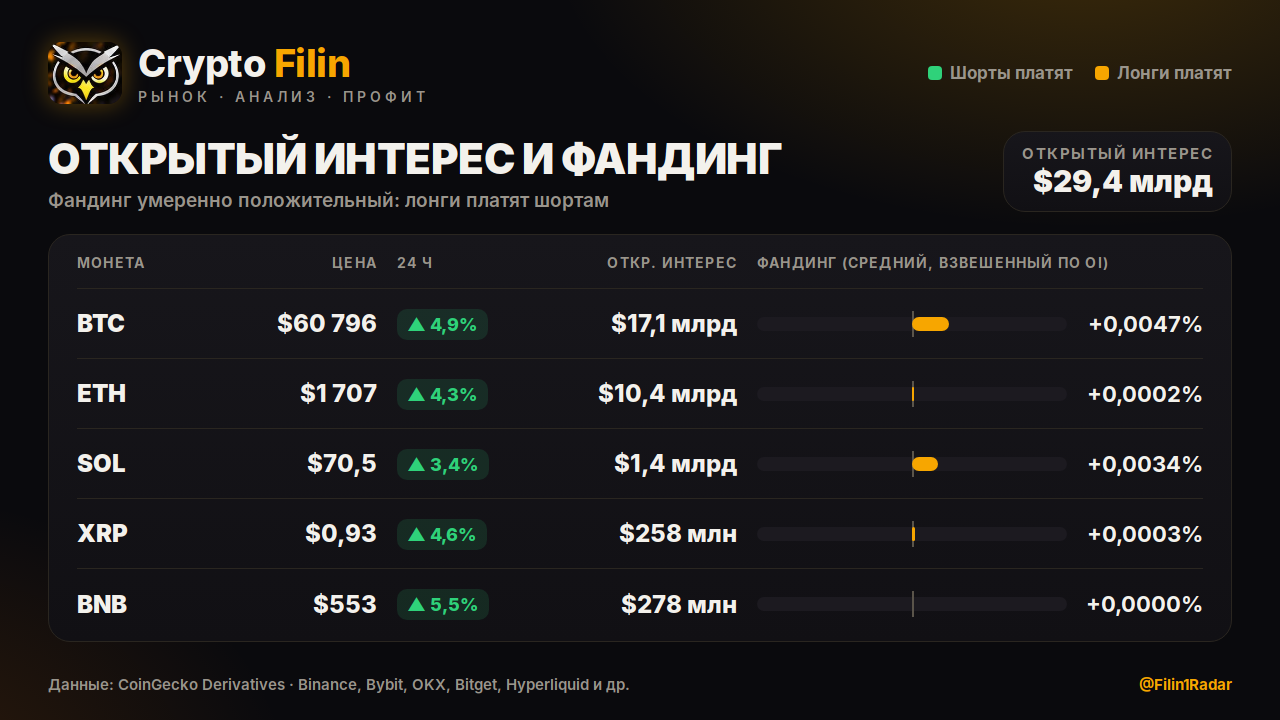 Crypto Filin
РЫНОК · АНАЛИЗ · ПРОФИТ
Шорты платят
Лонги платят
ОТКРЫТЫЙ ИНТЕРЕС И ФАНДИНГ
Фандинг умеренно положительный: лонги платят шортам
ОТКРЫТЫЙ ИНТЕРЕС
$29,4 млрд
МОНЕТА ЦЕНА 24 Ч ОТКР. ИНТЕРЕС ФАНДИНГ (СРЕДНИЙ, ВЗВЕШЕННЫЙ ПО OI)
BTC $60 796 ▲ 4,9% $17,1 млрд +0,0047%
ETH $1 707 ▲ 4,3% $10,4 млрд +0,0002%
SOL $70,5 ▲ 3,4% $1,4 млрд +0,0034%
XRP $0,93 ▲ 4,6% $258 млн +0,0003%
BNB $553 ▲ 5,5% $278 млн +0,0000%
Данные: CoinGecko Derivatives · Binance, Bybit, OKX, Bitget, Hyperliquid и др.
@Filin1Radar